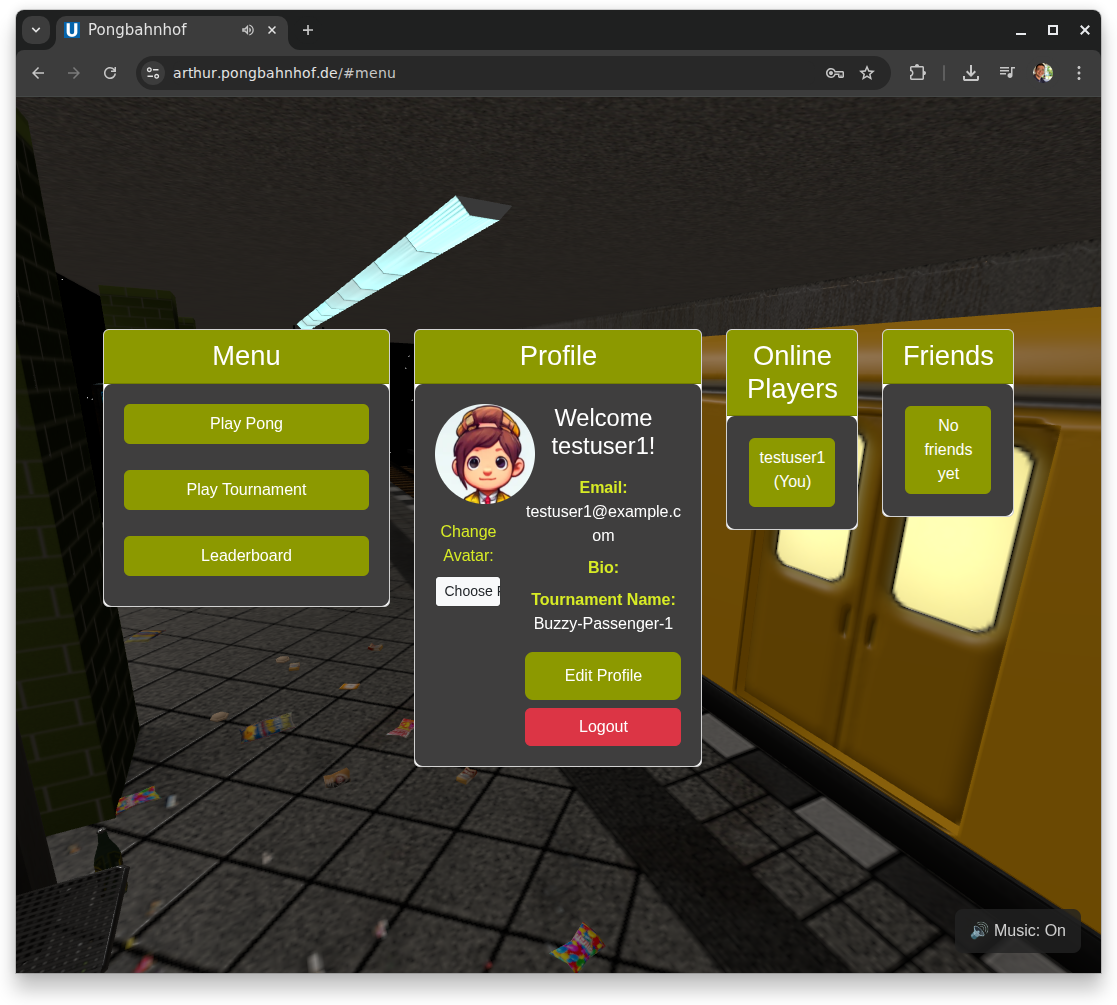 Pongbahnhof
arthur.pongbahnhof.de/#menu
Menu
Play Pong
Play Tournament
Leaderboard
Profile
Welcome
testuser1!
Email:
testuser1@example.c
om
Bio:
Tournament Name:
Buzzy-Passenger-1
Edit Profile
Logout
Change
Avatar:
Choose F
Online
Players
testuser1
(You)
Friends
No
friends
yet
Music: On